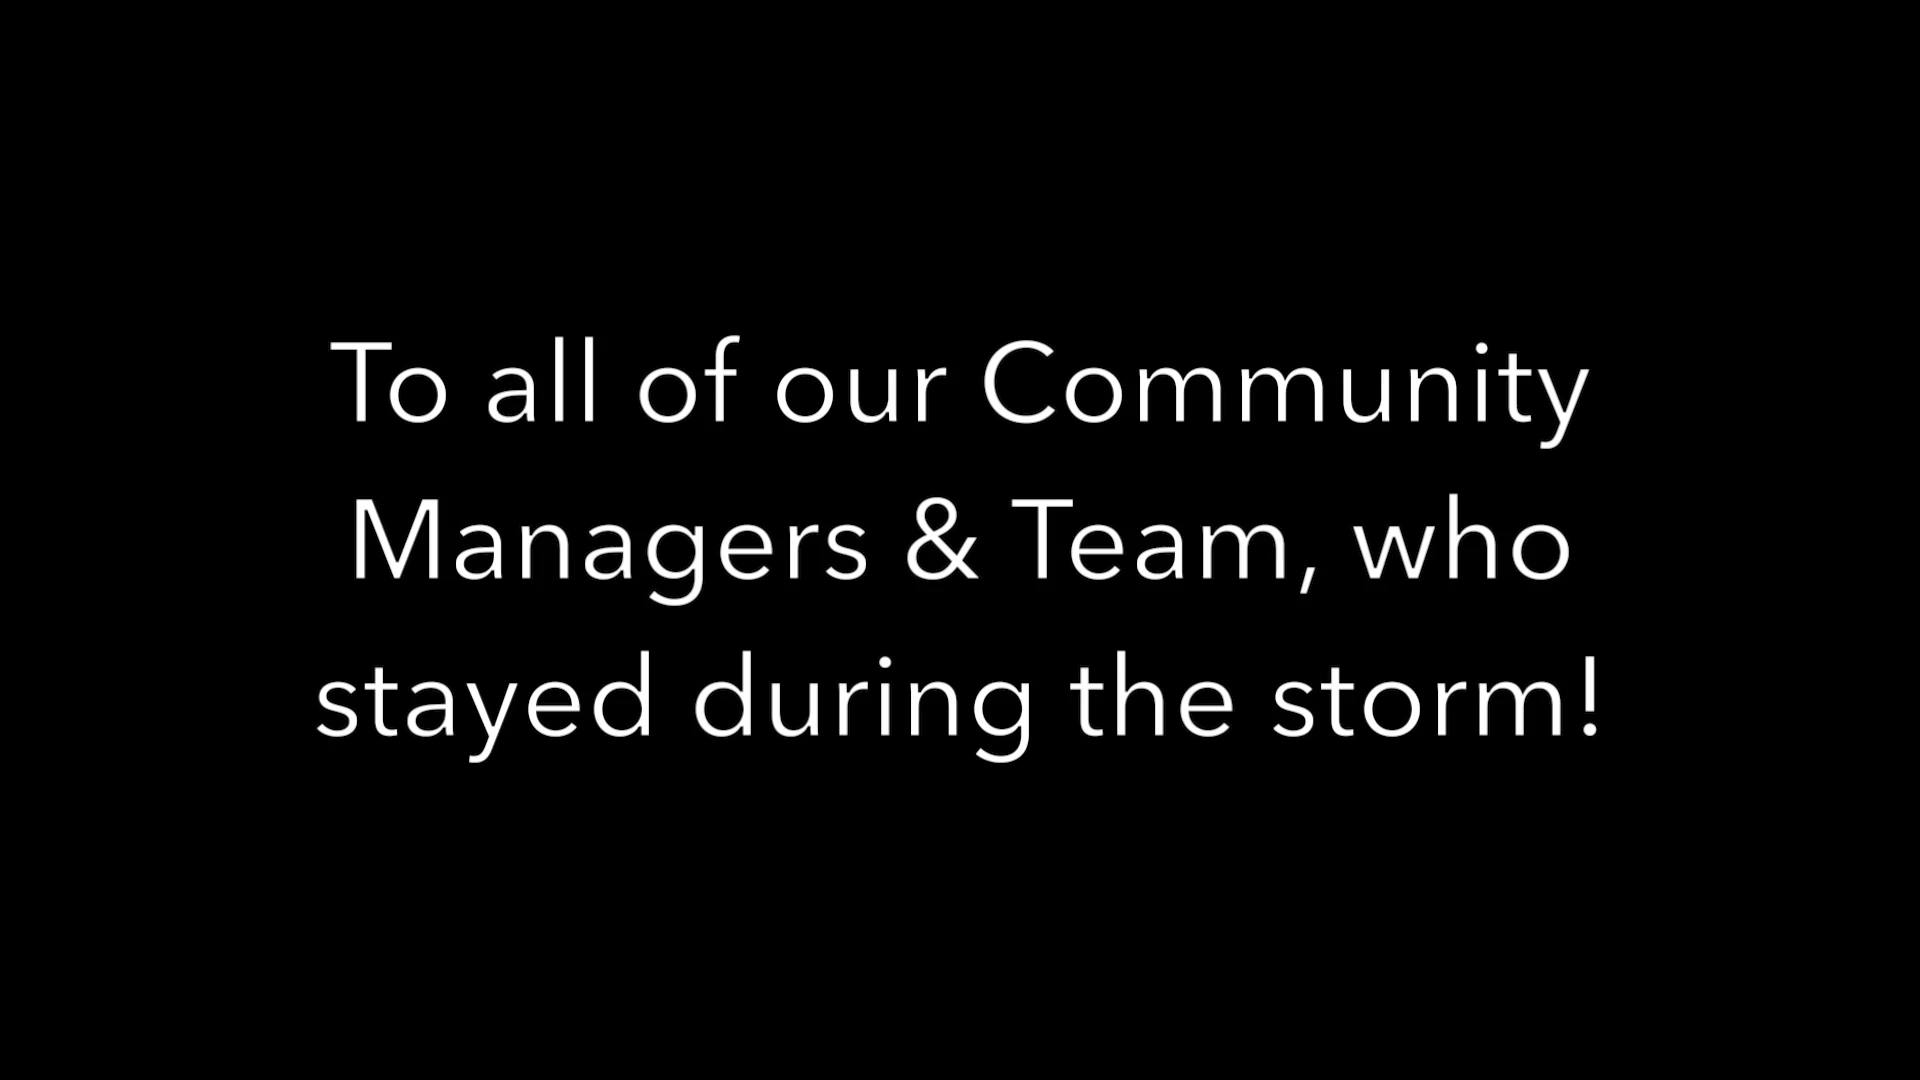 To all of our Community
Managers & Team, who
stayed during the storm!